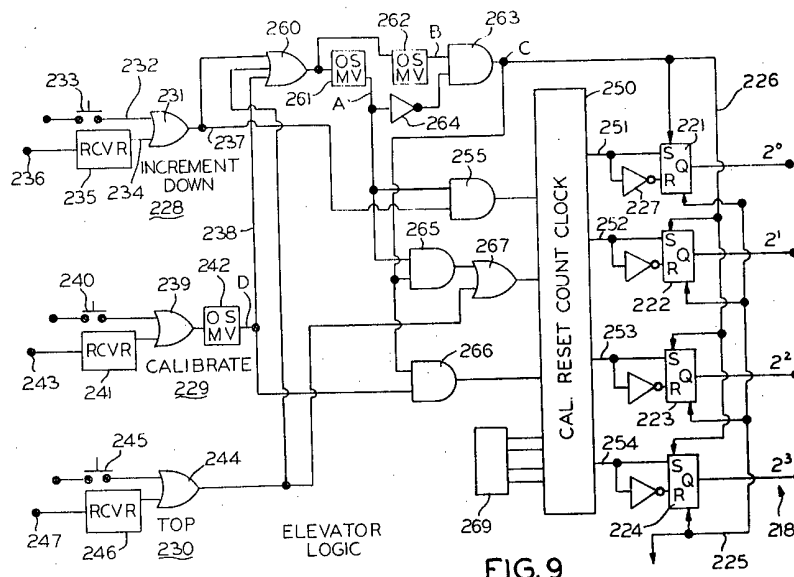 260
262
B
263
OS
MV
C
233
232
231
261
A
OS
MV
264
250
226
236
RCVR
237
251
221
S
Q
R
2⁰
235
234
INCREMENT
DOWN
228
255
227
238
265
267
252
S
Q
R
2¹
222
240
239
242
OS
MV
D
243
RCVR
241
CALIBRATE
229
266
253
S
Q
R
2²
223
CAL. RESET COUNT CLOCK
245
244
254
S
Q
R
2³
247
RCVR
246
TOP
230
269
224
218
ELEVATOR
LOGIC
225
FIG. 9